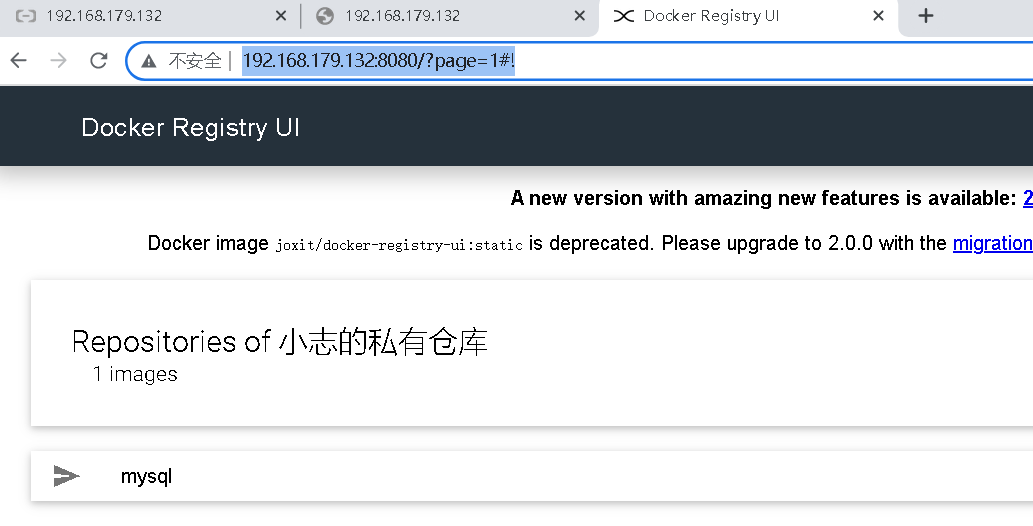 192.168.179.132
192.168.179.132
Docker Registry UI
不安全 | 192.168.179.132:8080/?page=1#!
Docker Registry UI
A new version with amazing new features is available: 2
Docker image joxit/docker-registry-ui:static is deprecated. Please upgrade to 2.0.0 with the migration
Repositories of 小志的私有仓库
1 images
mysql